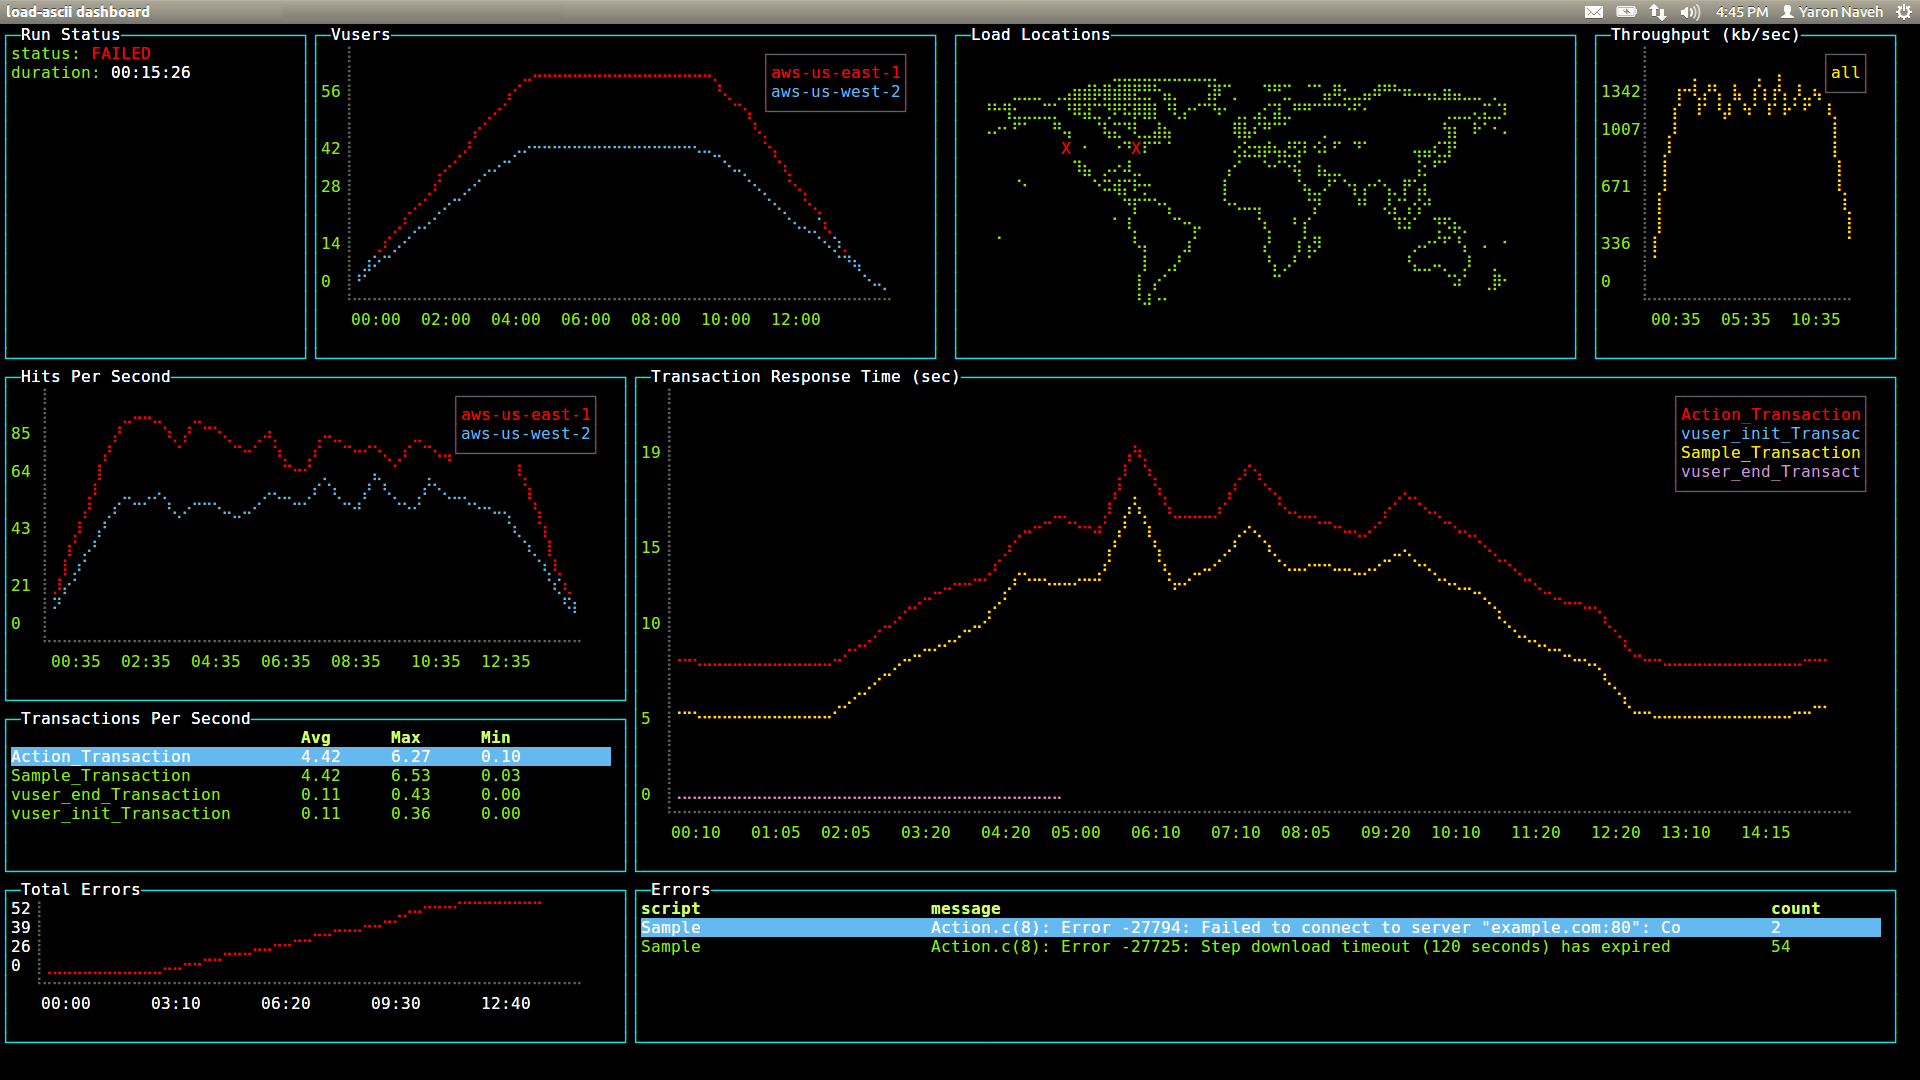 load-ascii dashboard
4:45 PM Yaron Naveh
Run Status
status: FAILED
duration: 00:15:26
Vusers
aws-us-east-1
aws-us-west-2
56
42
28
14
0
00:00 02:00 04:00 06:00 08:00 10:00 12:00
Load Locations
X X
Throughput (kb/sec)
all
1342
1007
671
336
0
00:35 05:35 10:35
Hits Per Second
aws-us-east-1
aws-us-west-2
85
64
43
21
0
00:35 02:35 04:35 06:35 08:35 10:35 12:35
Transaction Response Time (sec)
Action_Transaction
vuser_init_Transac
Sample_Transaction
vuser_end_Transact
19
15
10
5
0
00:10 01:05 02:05 03:20 04:20 05:00 06:10 07:10 08:05 09:20 10:10 11:20 12:20 13:10 14:15
Transactions Per Second
Avg Max Min
Action_Transaction 4.42 6.27 0.10
Sample_Transaction 4.42 6.53 0.03
vuser_end_Transaction 0.11 0.43 0.00
vuser_init_Transaction 0.11 0.36 0.00
Total Errors
52
39
26
0
00:00 03:10 06:20 09:30 12:40
Errors
script message count
Sample Action.c(8): Error -27794: Failed to connect to server "example.com:80": Co 2
Sample Action.c(8): Error -27725: Step download timeout (120 seconds) has expired 54